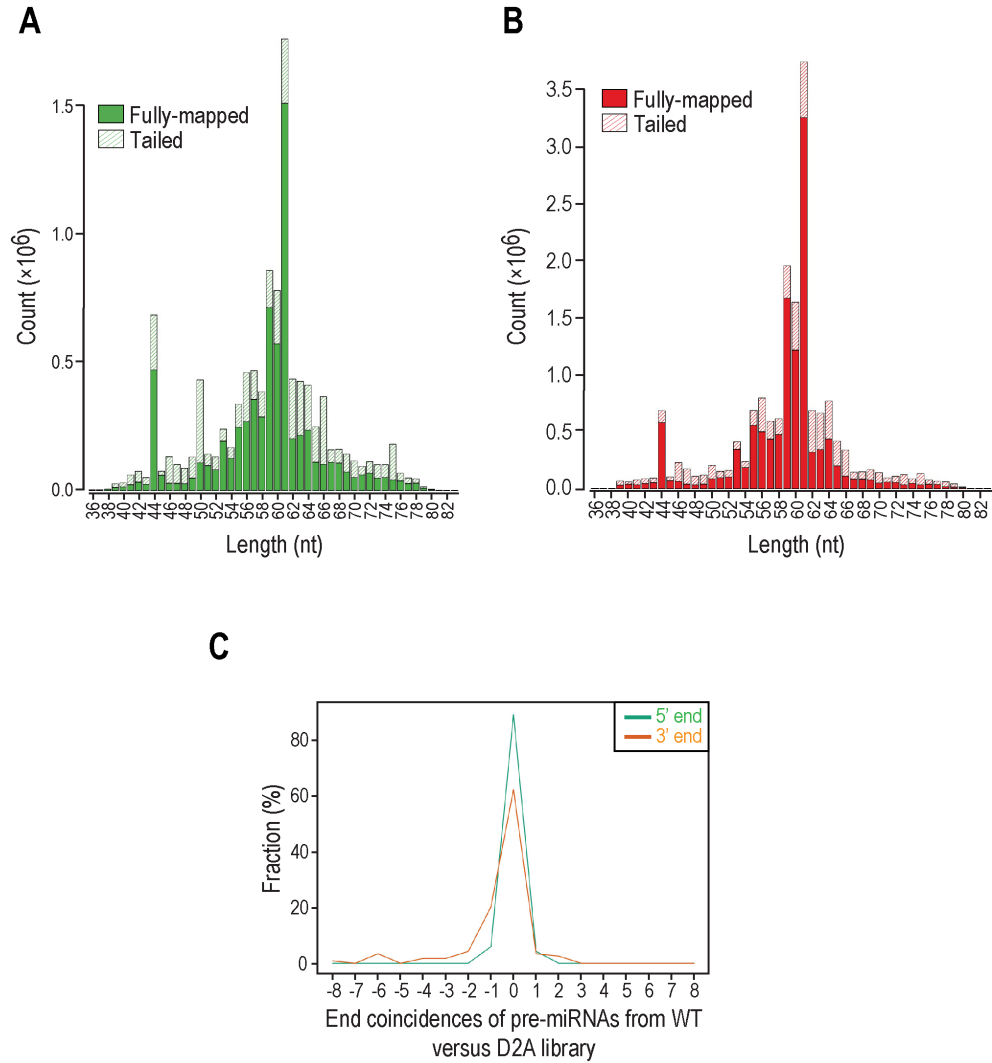 A
Fully-mapped
Tailed
Count (×10⁶)
1.5
1.0
0.5
0.0
36 38 40 42 44 46 48 50 52 54 56 58 60 62 64 66 68 70 72 74 76 78 80 82
Length (nt)
B
Fully-mapped
Tailed
Count (×10⁶)
3.5
3.0
2.5
2.0
1.5
1.0
0.5
0.0
36 38 40 42 44 46 48 50 52 54 56 58 60 62 64 66 68 70 72 74 76 78 80 82
Length (nt)
C
5' end
3' end
Fraction (%)
80
60
40
20
0
-8 -7 -6 -5 -4 -3 -2 -1 0 1 2 3 4 5 6 7 8
End coincidences of pre-miRNAs from WT
versus D2A library